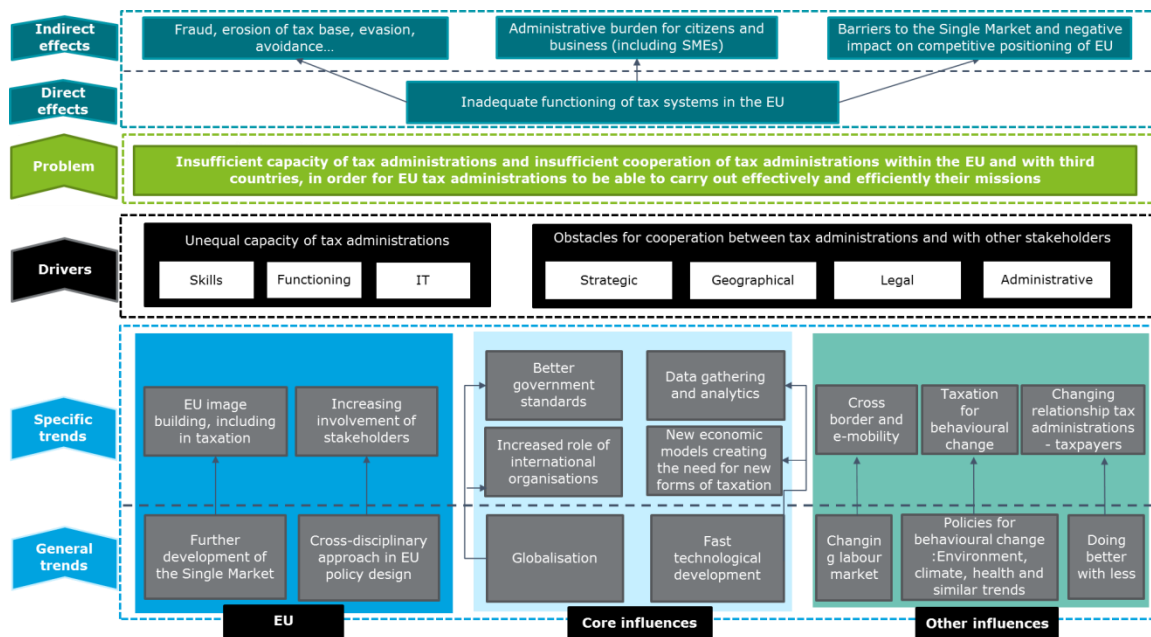 Indirect
effects
Fraud, erosion of tax base, evasion,
avoidance...
Administrative burden for citizens and
business (including SMEs)
Barriers to the Single Market and negative
impact on competitive positioning of EU
Direct
effects
Inadequate functioning of tax systems in the EU
Problem
Insufficient capacity of tax administrations and insufficient cooperation of tax administrations within the EU and with third
countries, in order for EU tax administrations to be able to carry out effectively and efficiently their missions
Drivers
Unequal capacity of tax administrations
Skills
Functioning
IT
Obstacles for cooperation between tax administrations and with other stakeholders
Strategic
Geographical
Legal
Administrative
Specific
trends
EU image
building, including
in taxation
Increasing
involvement of
stakeholders
Better
government
standards
Data gathering
and analytics
Increased role of
international
organisations
New economic
models creating
the need for new
forms of taxation
Cross
border and
e-mobility
Taxation
for
behavioural
change
Changing
relationship tax
administrations
- taxpayers
General
trends
Further
development of
the Single Market
Cross-disciplinary
approach in EU
policy design
Globalisation
Fast
technological
development
Changin
g labour
market
Policies for
behavioural change
:Environment,
climate, health and
similar trends
Doing
better
with less
EU
Core influences
Other influences